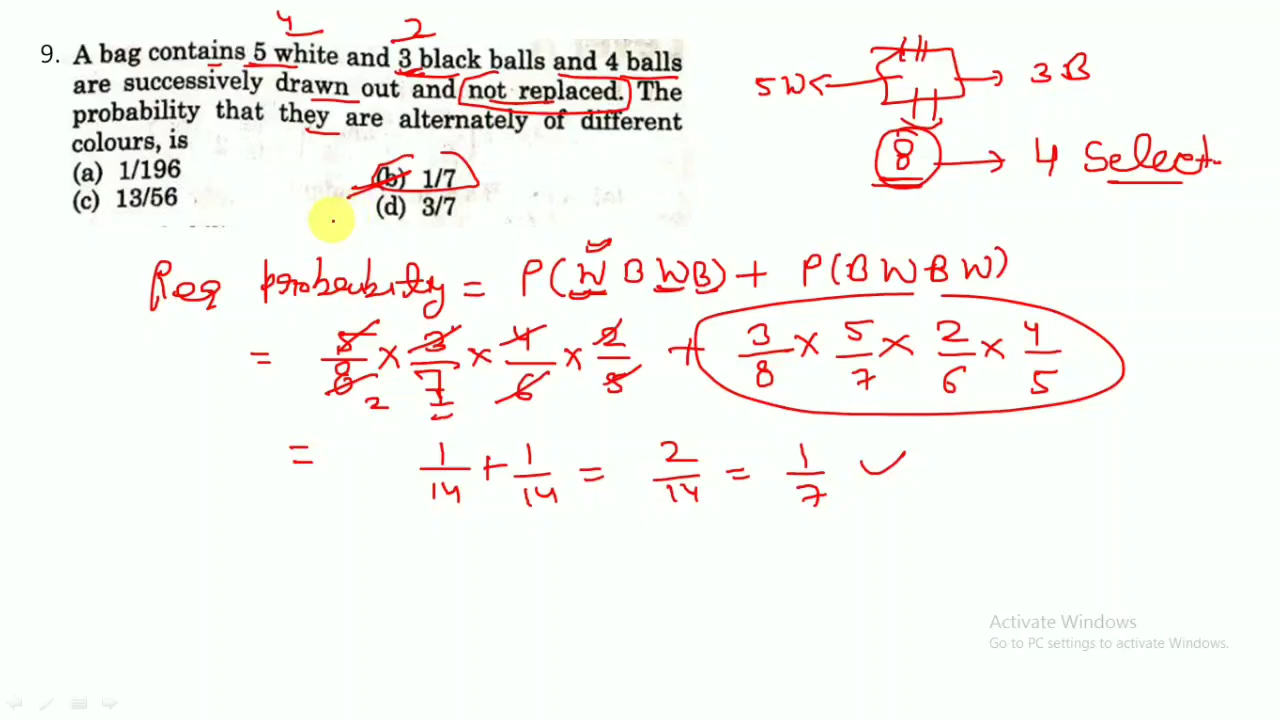 4 2
9. A bag contains 5 white and 3 black balls and 4 balls
are successively drawn out and not replaced. The
probability that they are alternately of different
colours, is
(a) 1/196 (b) 1/7
(c) 13/56 (d) 3/7
5W 3B
8 → 4 Select
Req probability = P(W B W B) + P(B W B W)
= 5/8 × 3/7 × 4/6 × 2/5 + 3/8 × 5/7 × 2/6 × 4/5
2
= 1/14 + 1/14 = 2/14 = 1/7 ✓
Activate Windows
Go to PC settings to activate Windows.